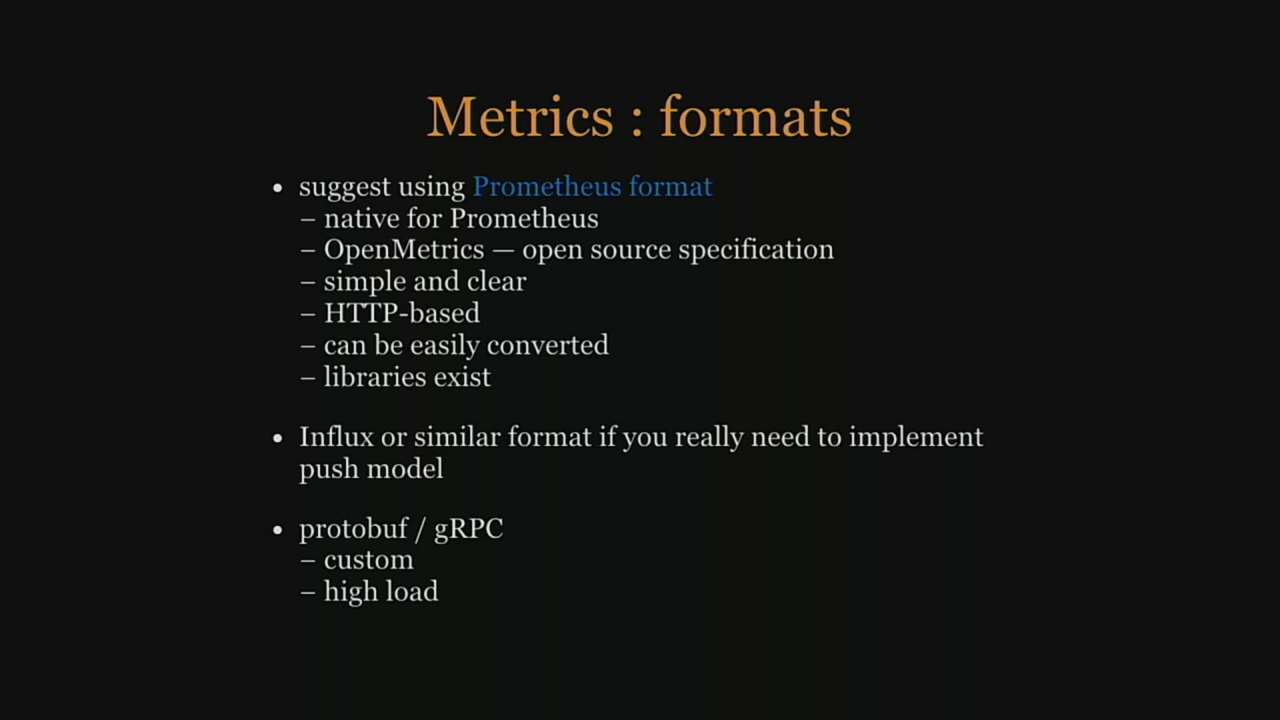 Metrics : formats
• suggest using Prometheus format
– native for Prometheus
– OpenMetrics — open source specification
– simple and clear
– HTTP-based
– can be easily converted
– libraries exist
• Influx or similar format if you really need to implement
push model
• protobuf / gRPC
– custom
– high load